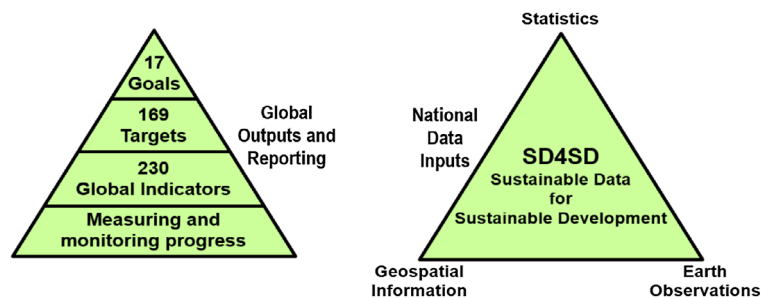 17
Goals
169
Targets
230
Global Indicators
Measuring and
monitoring progress
Global
Outputs and
Reporting
Statistics
National
Data
Inputs
SD4SD
Sustainable Data
for
Sustainable Development
Geospatial
Information
Earth
Observations